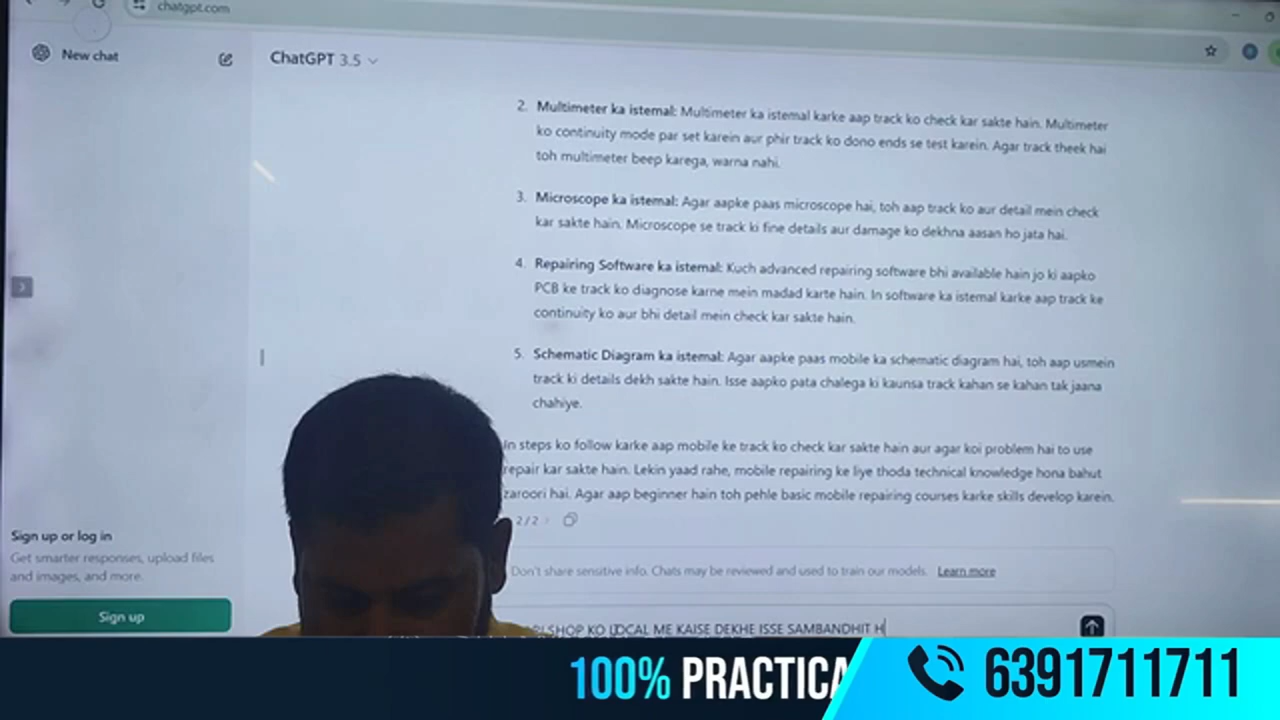 chatgpt.com
New chat
ChatGPT 3.5
2. Multimeter ka istemal: Multimeter ka istemal karke aap track ko check kar sakte hain. Multimeter
ko continuity mode par set karein aur phir track ko dono ends se test karein. Agar track theek hai
toh multimeter beep karega, warna nahi.
3. Microscope ka istemal: Agar aapke paas microscope hai, toh aap track ko aur detail mein check
kar sakte hain. Microscope se track ki fine details aur damage ko dekhna aasan ho jata hai.
4. Repairing Software ka istemal: Kuch advanced repairing software bhi available hain jo ki aapko
PCB ke track ko diagnose karne mein madad karte hain. In software ka istemal karke aap track ke
continuity ko aur bhi detail mein check kar sakte hain.
5. Schematic Diagram ka istemal: Agar aapke paas mobile ka schematic diagram hai, toh aap usmein
track ki details dekh sakte hain. Isse aapko pata chalega ki kaunsa track kahan se kahan tak jaana
chahiye.
In steps ko follow karke aap mobile ke track ko check kar sakte hain aur agar koi problem hai to use
repair kar sakte hain. Lekin yaad rahe, mobile repairing ke liye thoda technical knowledge hona bahut
zaroori hai. Agar aap beginner hain toh pehle basic mobile repairing courses karke skills develop karein.
2/2
Sign up or log in
Get smarter responses, upload files
and images, and more.
Sign up
Don't share sensitive info. Chats may be reviewed and used to train our models. Learn more
SHOP KO LOCAL ME KAISE DEKHE ISSE SAMBANDHIT H
100% PRACTICA
6391711711